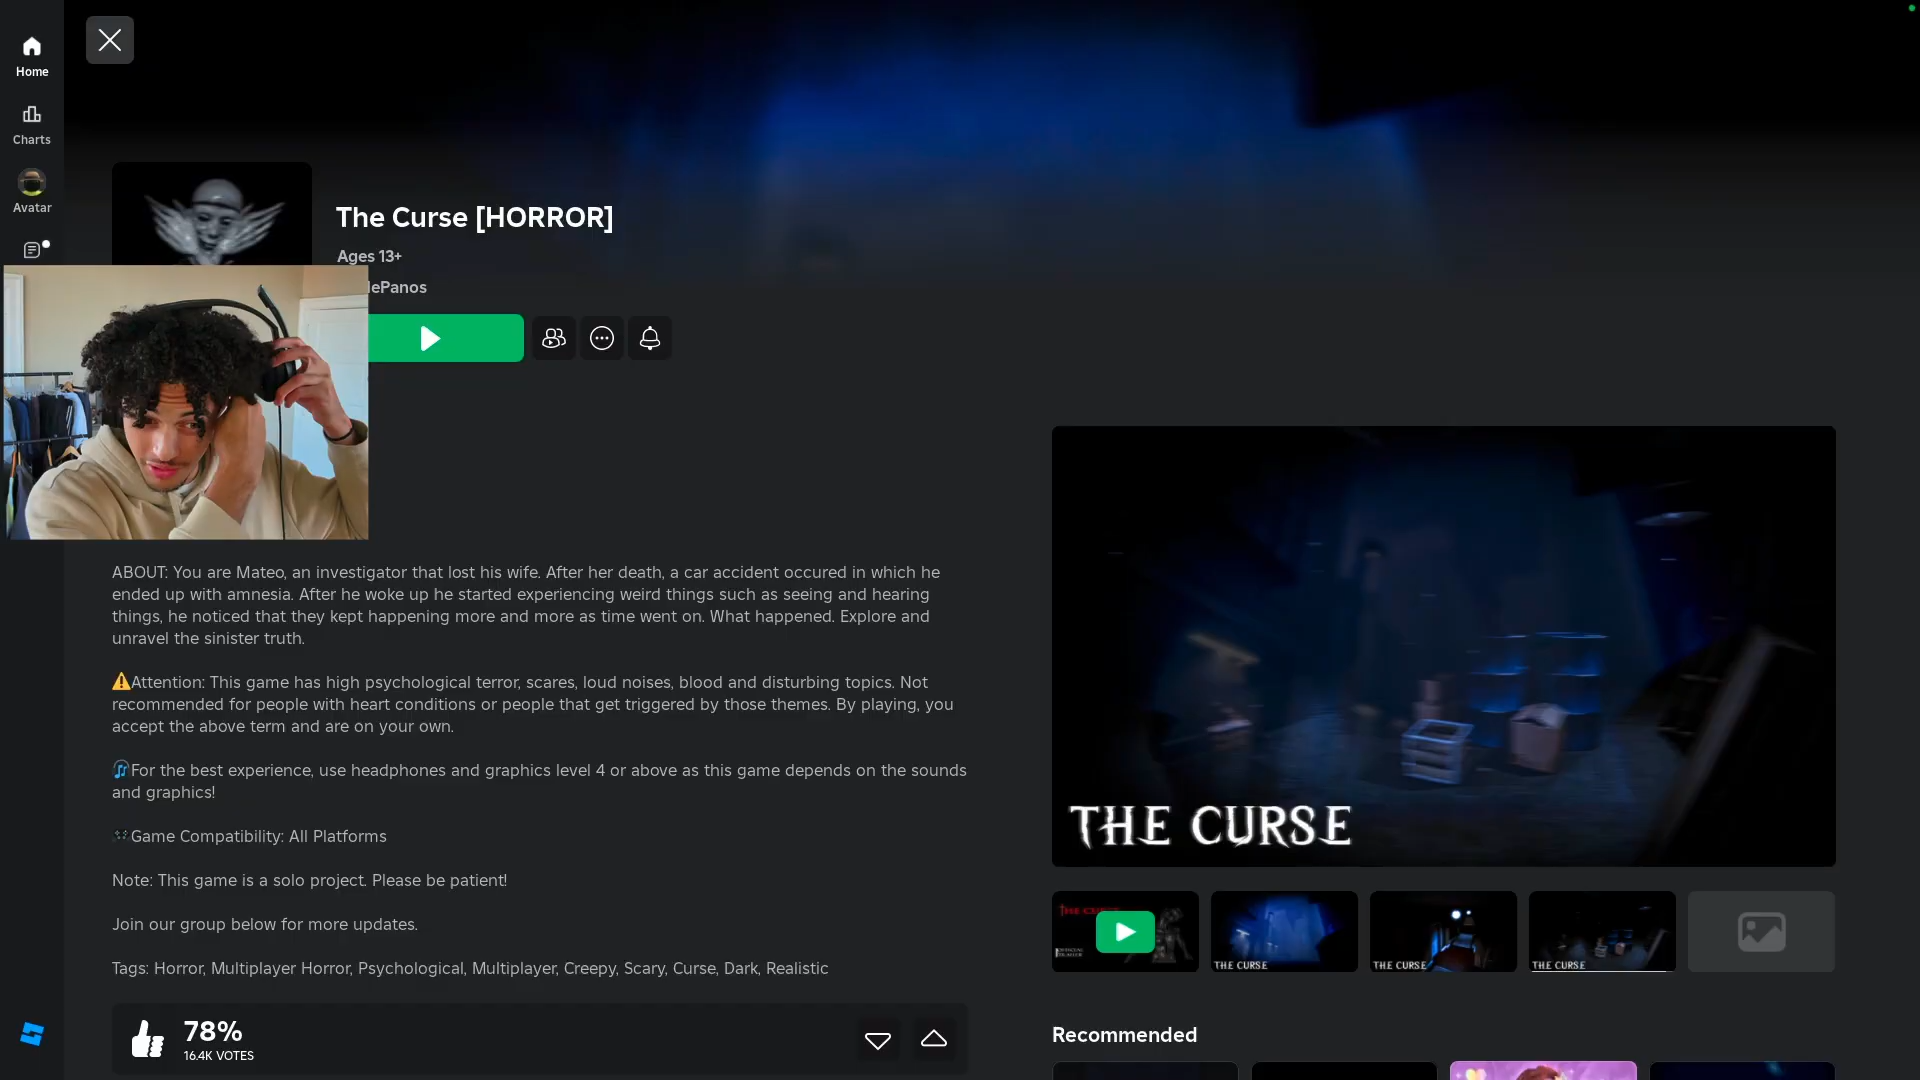 Home
Charts
Avatar
The Curse [HORROR]
Ages 13+
ePanos
ABOUT: You are Mateo, an investigator that lost his wife. After her death, a car accident occured in which he
ended up with amnesia. After he woke up he started experiencing weird things such as seeing and hearing
things, he noticed that they kept happening more and more as time went on. What happened. Explore and
unravel the sinister truth.
⚠️Attention: This game has high psychological terror, scares, loud noises, blood and disturbing topics. Not
recommended for people with heart conditions or people that get triggered by those themes. By playing, you
accept the above term and are on your own.
🎧For the best experience, use headphones and graphics level 4 or above as this game depends on the sounds
and graphics!
🎮Game Compatibility: All Platforms
Note: This game is a solo project. Please be patient!
Join our group below for more updates.
Tags: Horror, Multiplayer Horror, Psychological, Multiplayer, Creepy, Scary, Curse, Dark, Realistic
78%
16.4K VOTES
THE CURSE
THE CURSE
THE CURSE
THE CURSE
THE CURSE
Recommended